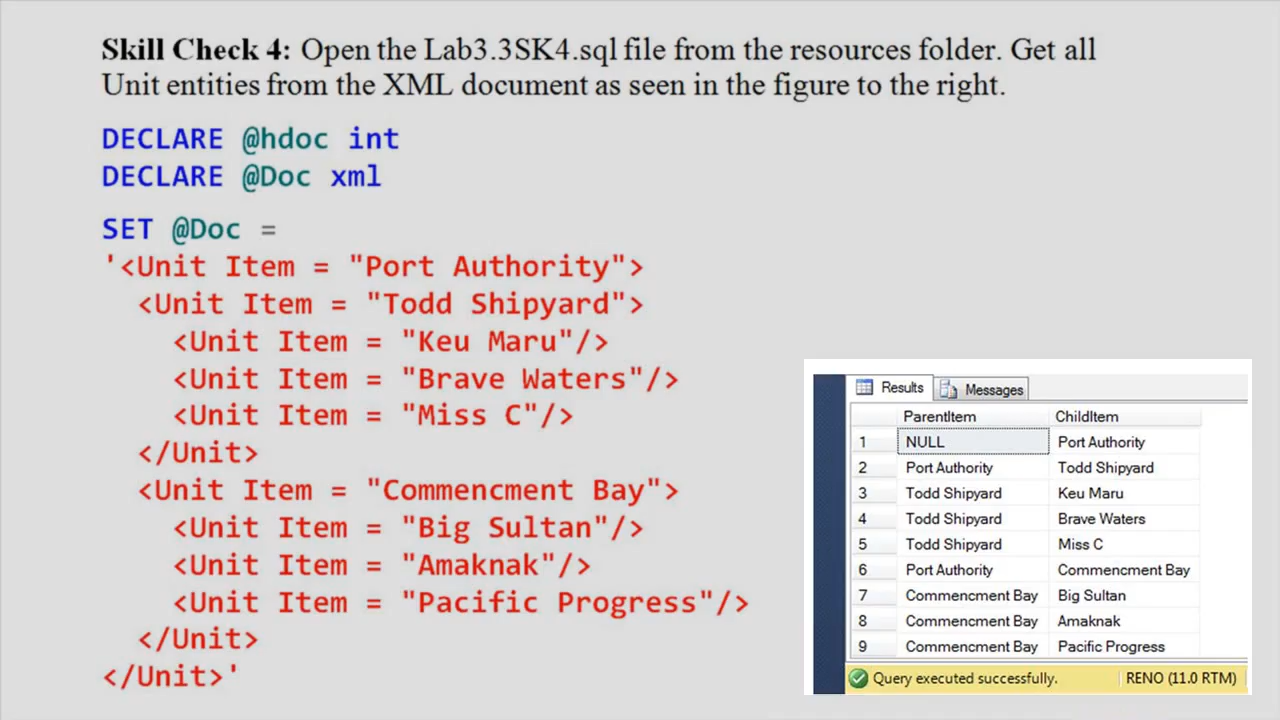 Skill Check 4: Open the Lab3.3SK4.sql file from the resources folder. Get all
Unit entities from the XML document as seen in the figure to the right.
DECLARE @hdoc int
DECLARE @Doc xml
SET @Doc =
'<Unit Item = "Port Authority">
<Unit Item = "Todd Shipyard">
<Unit Item = "Keu Maru"/>
<Unit Item = "Brave Waters"/>
<Unit Item = "Miss C"/>
</Unit>
<Unit Item = "Commencment Bay">
<Unit Item = "Big Sultan"/>
<Unit Item = "Amaknak"/>
<Unit Item = "Pacific Progress"/>
</Unit>
</Unit>'
Results Messages
ParentItem ChildItem
1 NULL Port Authority
2 Port Authority Todd Shipyard
3 Todd Shipyard Keu Maru
4 Todd Shipyard Brave Waters
5 Todd Shipyard Miss C
6 Port Authority Commencment Bay
7 Commencment Bay Big Sultan
8 Commencment Bay Amaknak
9 Commencment Bay Pacific Progress
Query executed successfully. RENO (11.0 RTM)